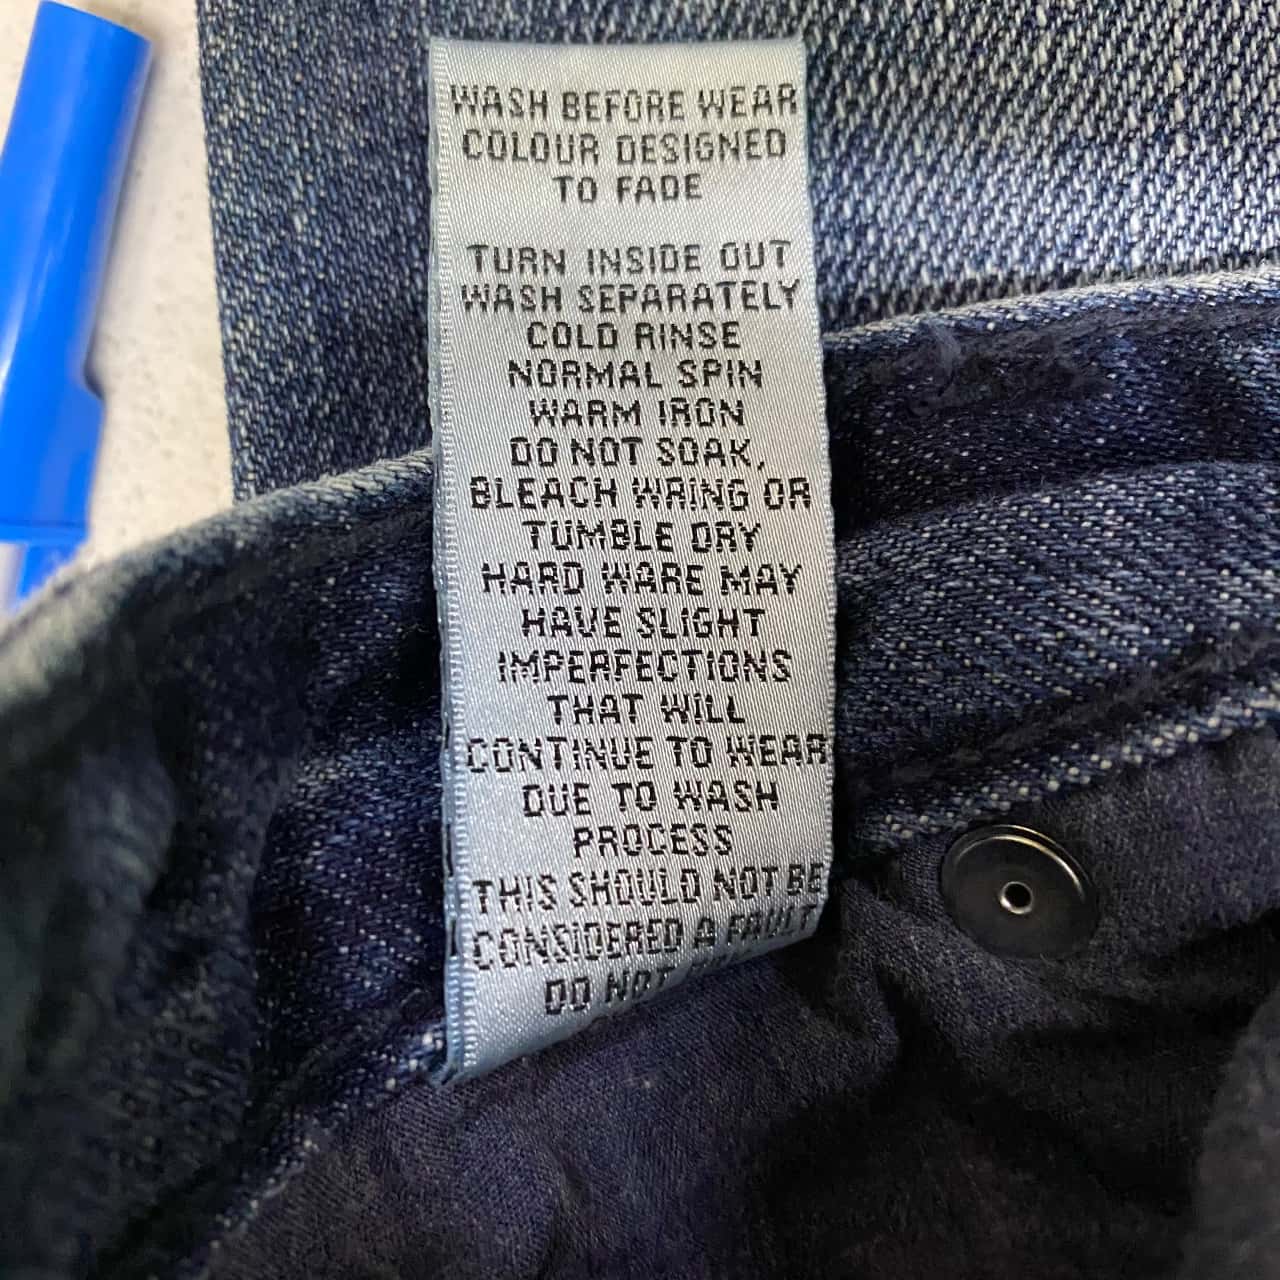 WASH BEFORE WEAR
COLOUR DESIGNED
TO FADE
TURN INSIDE OUT
WASH SEPARATELY
COLD RINSE
NORMAL SPIN
WARM IRON
DO NOT SOAK,
BLEACH WRING OR
TUMBLE DRY
HARD WARE MAY
HAVE SLIGHT
IMPERFECTIONS
THAT WILL
CONTINUE TO WEAR
DUE TO WASH
PROCESS
THIS SHOULD NOT BE
CONSIDERED A FAULT
DO NOT